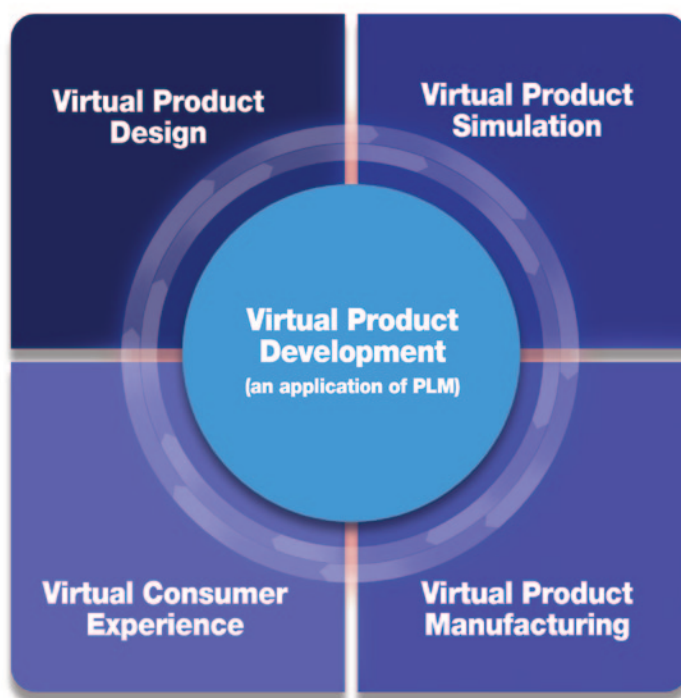 Virtual Product
Design
Virtual Product
Simulation
Virtual Product
Development
(an application of PLM)
Virtual Consumer
Experience
Virtual Product
Manufacturing